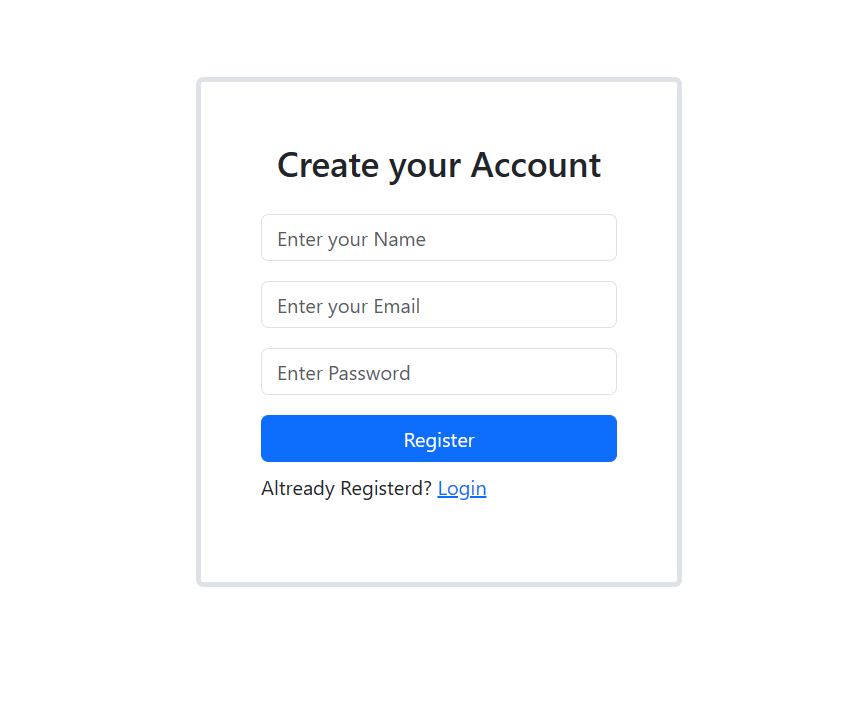 Create your Account
Enter your Name
Enter your Email
Enter Password
Register
Altready Registerd? Login